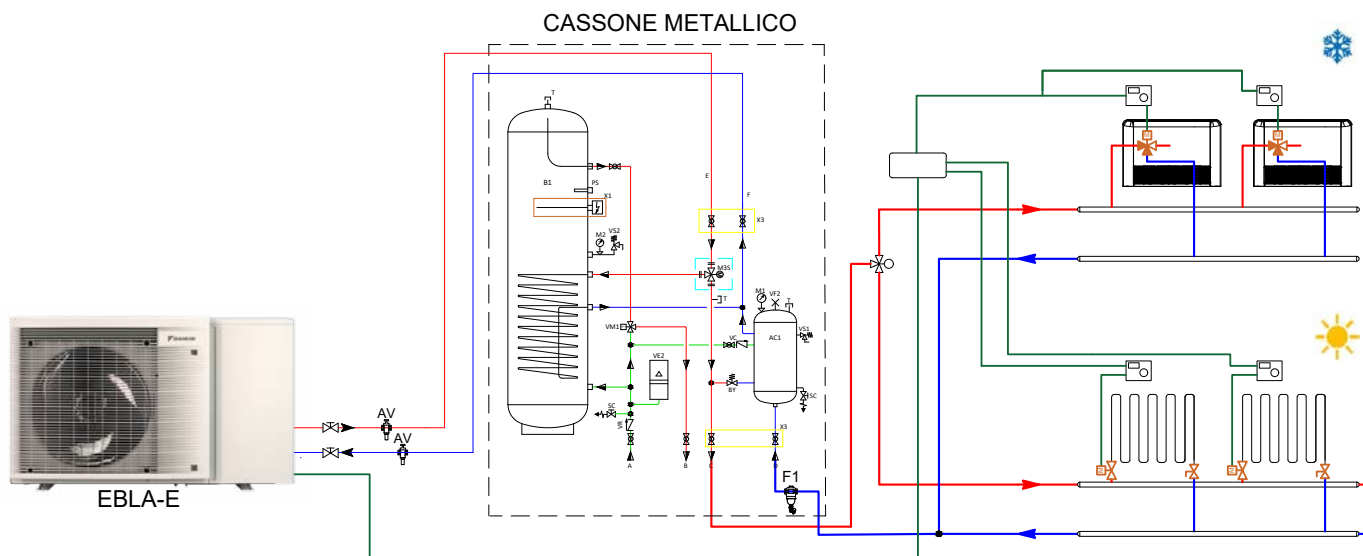 CASSONE METALLICO
T
B1
PS
X1
M2
VS2
E
F
X3
M3S
T
M1
VF2
T
VS1
AC1
VM1
VC
VE2
BY
SC
SC
VR
X3
A
B
C
D
F1
AV
AV
DAIKIN
EBLA-E
M
M
M
M